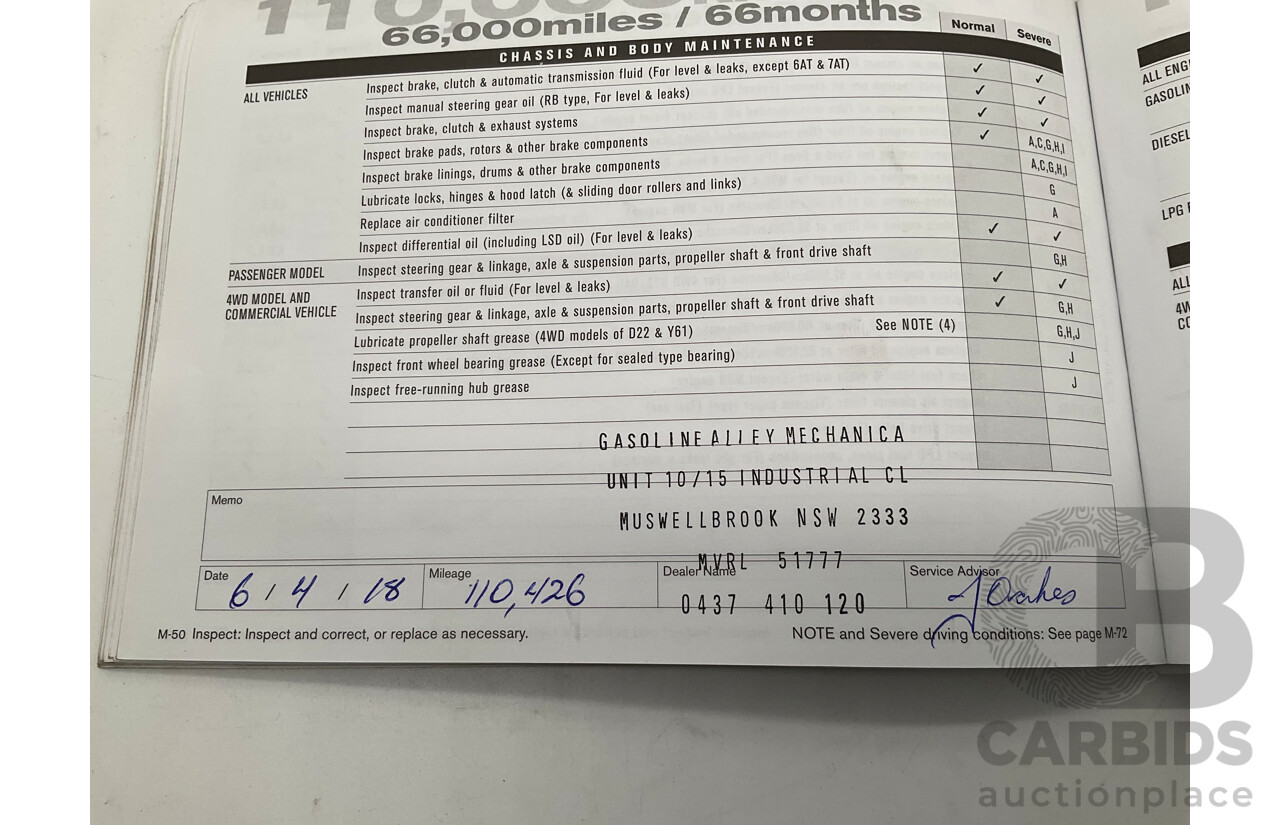 110,000
66,000miles / 66months
CHASSIS AND BODY MAINTENANCE Normal Severe
ALL VEHICLES Inspect brake, clutch & automatic transmission fluid (For level & leaks, except 6AT & 7AT) ✓ ✓
Inspect manual steering gear oil (RB type, For level & leaks) ✓ ✓
Inspect brake, clutch & exhaust systems ✓ ✓
Inspect brake pads, rotors & other brake components ✓ A,C,G,H,I
Inspect brake linings, drums & other brake components A,C,G,H,I
Lubricate locks, hinges & hood latch (& sliding door rollers and links) G
Replace air conditioner filter A
Inspect differential oil (including LSD oil) (For level & leaks) ✓ ✓
PASSENGER MODEL Inspect steering gear & linkage, axle & suspension parts, propeller shaft & front drive shaft G,H
4WD MODEL AND Inspect transfer oil or fluid (For level & leaks) ✓ ✓
COMMERCIAL VEHICLE Inspect steering gear & linkage, axle & suspension parts, propeller shaft & front drive shaft ✓ G,H
Lubricate propeller shaft grease (4WD models of D22 & Y61) See NOTE (4) G,H,J
Inspect front wheel bearing grease (Except for sealed type bearing) J
Inspect free-running hub grease J
GASOLINE ALLEY MECHANICA
UNIT 10/15 INDUSTRIAL CL
Memo
MUSWELLBROOK NSW 2333
MVRL 51777
Date 6 / 4 / 18 Mileage 110,426 Dealer Name Service Advisor
0437 410 120
M-50 Inspect: Inspect and correct, or replace as necessary. NOTE and Severe driving conditions: See page M-72
ALL ENG
GASOLIN
DIESEL
LPG
ALL
4W
CO
CARBIDS
auctionplace